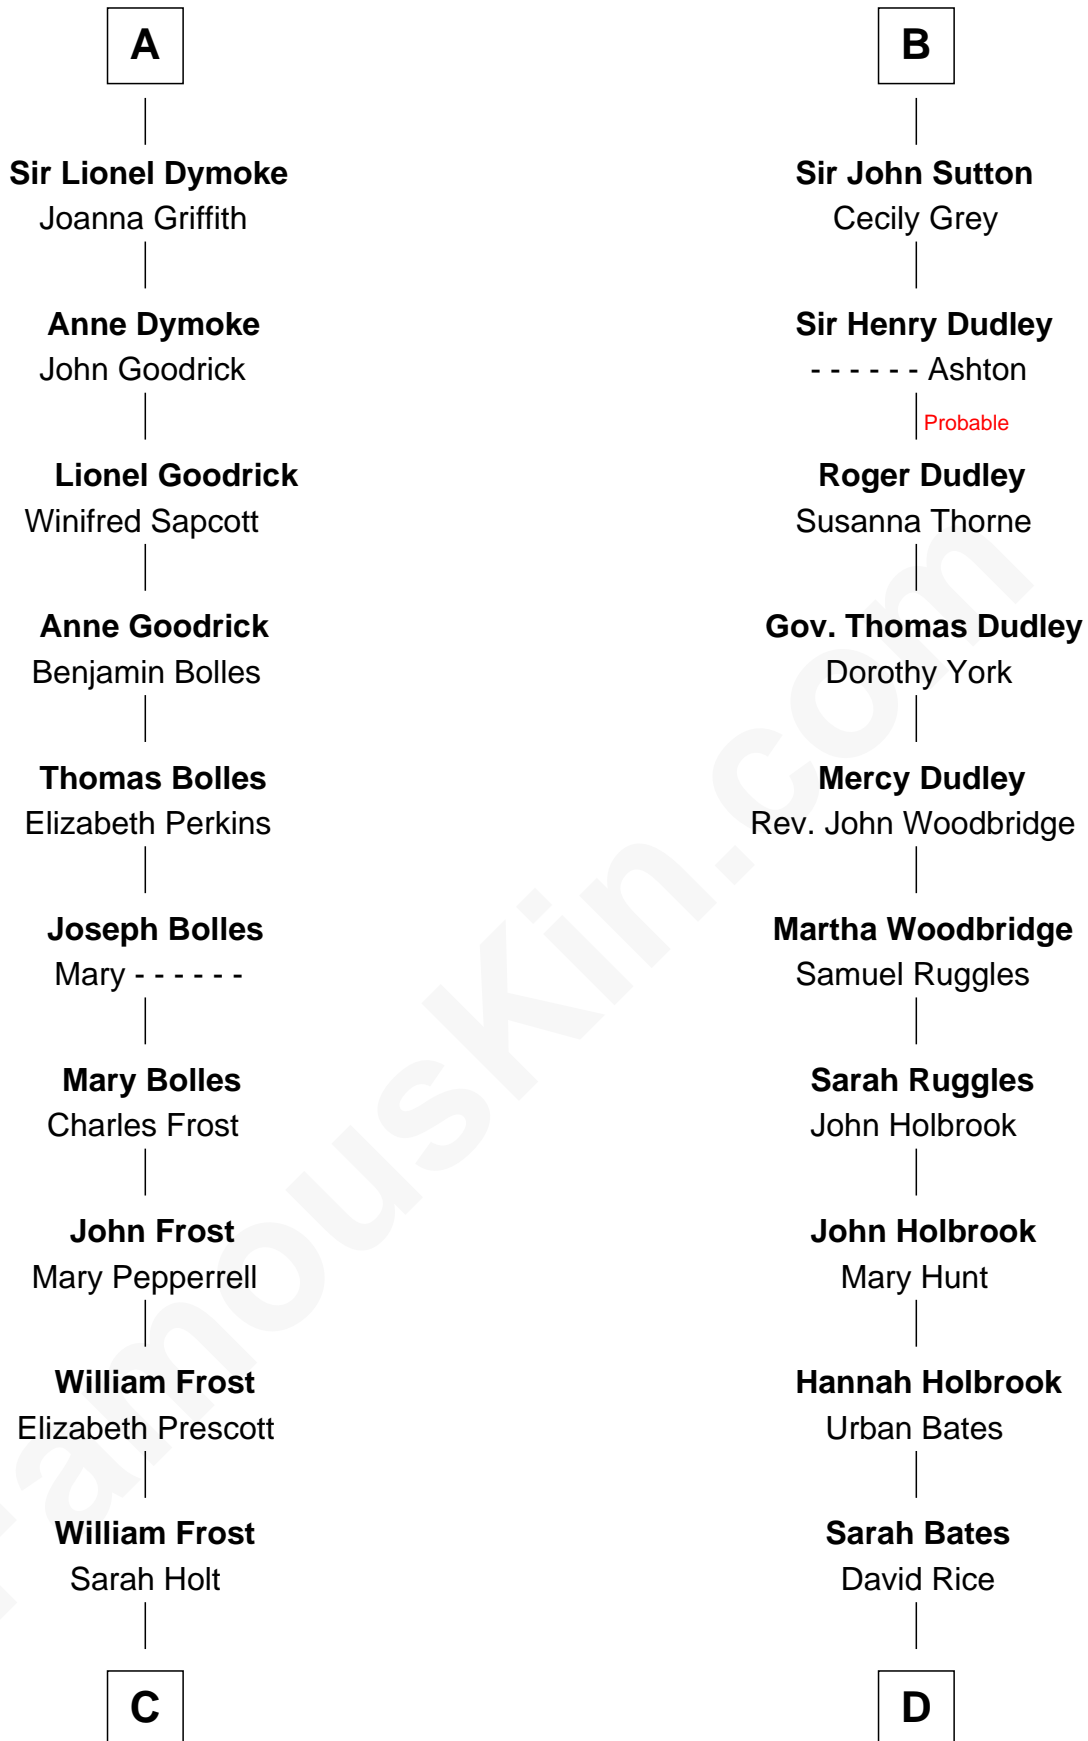 A
Sir Lionel Dymoke
Joanna Griffith
Anne Dymoke
John Goodrick
Lionel Goodrick
Winifred Sapcott
Anne Goodrick
Benjamin Bolles
Thomas Bolles
Elizabeth Perkins
Joseph Bolles
Mary - - - - - -
Mary Bolles
Charles Frost
John Frost
Mary Pepperrell
William Frost
Elizabeth Prescott
William Frost
Sarah Holt
C
B
Sir John Sutton
Cecily Grey
Sir Henry Dudley
- - - - - - Ashton
Probable
Roger Dudley
Susanna Thorne
Gov. Thomas Dudley
Dorothy York
Mercy Dudley
Rev. John Woodbridge
Martha Woodbridge
Samuel Ruggles
Sarah Ruggles
John Holbrook
John Holbrook
Mary Hunt
Hannah Holbrook
Urban Bates
Sarah Bates
David Rice
D
FamousKin.com